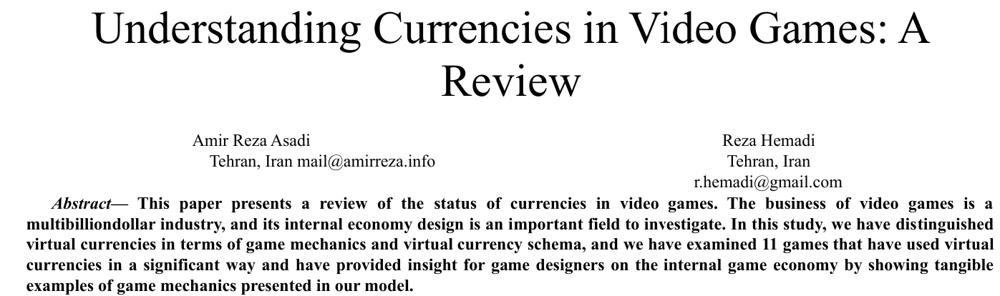 Understanding Currencies in Video Games: A
Review
Amir Reza Asadi
Tehran, Iran mail@amirreza.info
Reza Hemadi
Tehran, Iran
r.hemadi@gmail.com
Abstract— This paper presents a review of the status of currencies in video games. The business of video games is a
multibilliondollar industry, and its internal economy design is an important field to investigate. In this study, we have distinguished
virtual currencies in terms of game mechanics and virtual currency schema, and we have examined 11 games that have used virtual
currencies in a significant way and have provided insight for game designers on the internal game economy by showing tangible
examples of game mechanics presented in our model.